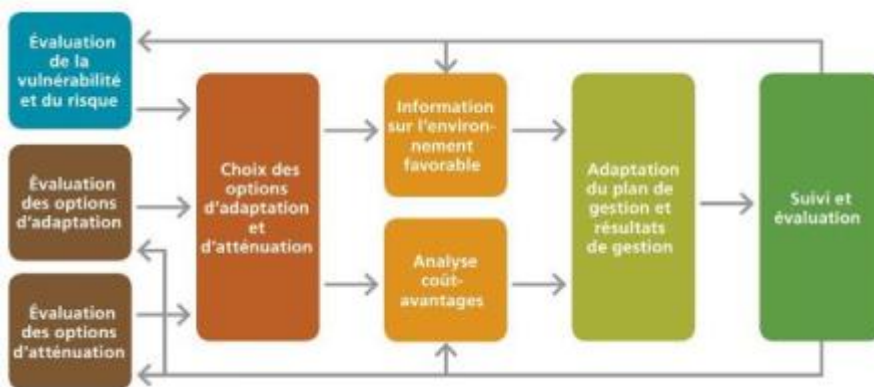 Évaluation
de la
vulnérabilité
et du risque
Évaluation
des options
d'adaptation
Évaluation
des options
d'atténuation
Choix des
options
d'adaptation
et
d'atténuation
Information
sur l'environ-
nement
favorable
Analyse
coût-
avantages
Adaptation
du plan de
gestion et
résultats
de gestion
Suivi et
évaluation